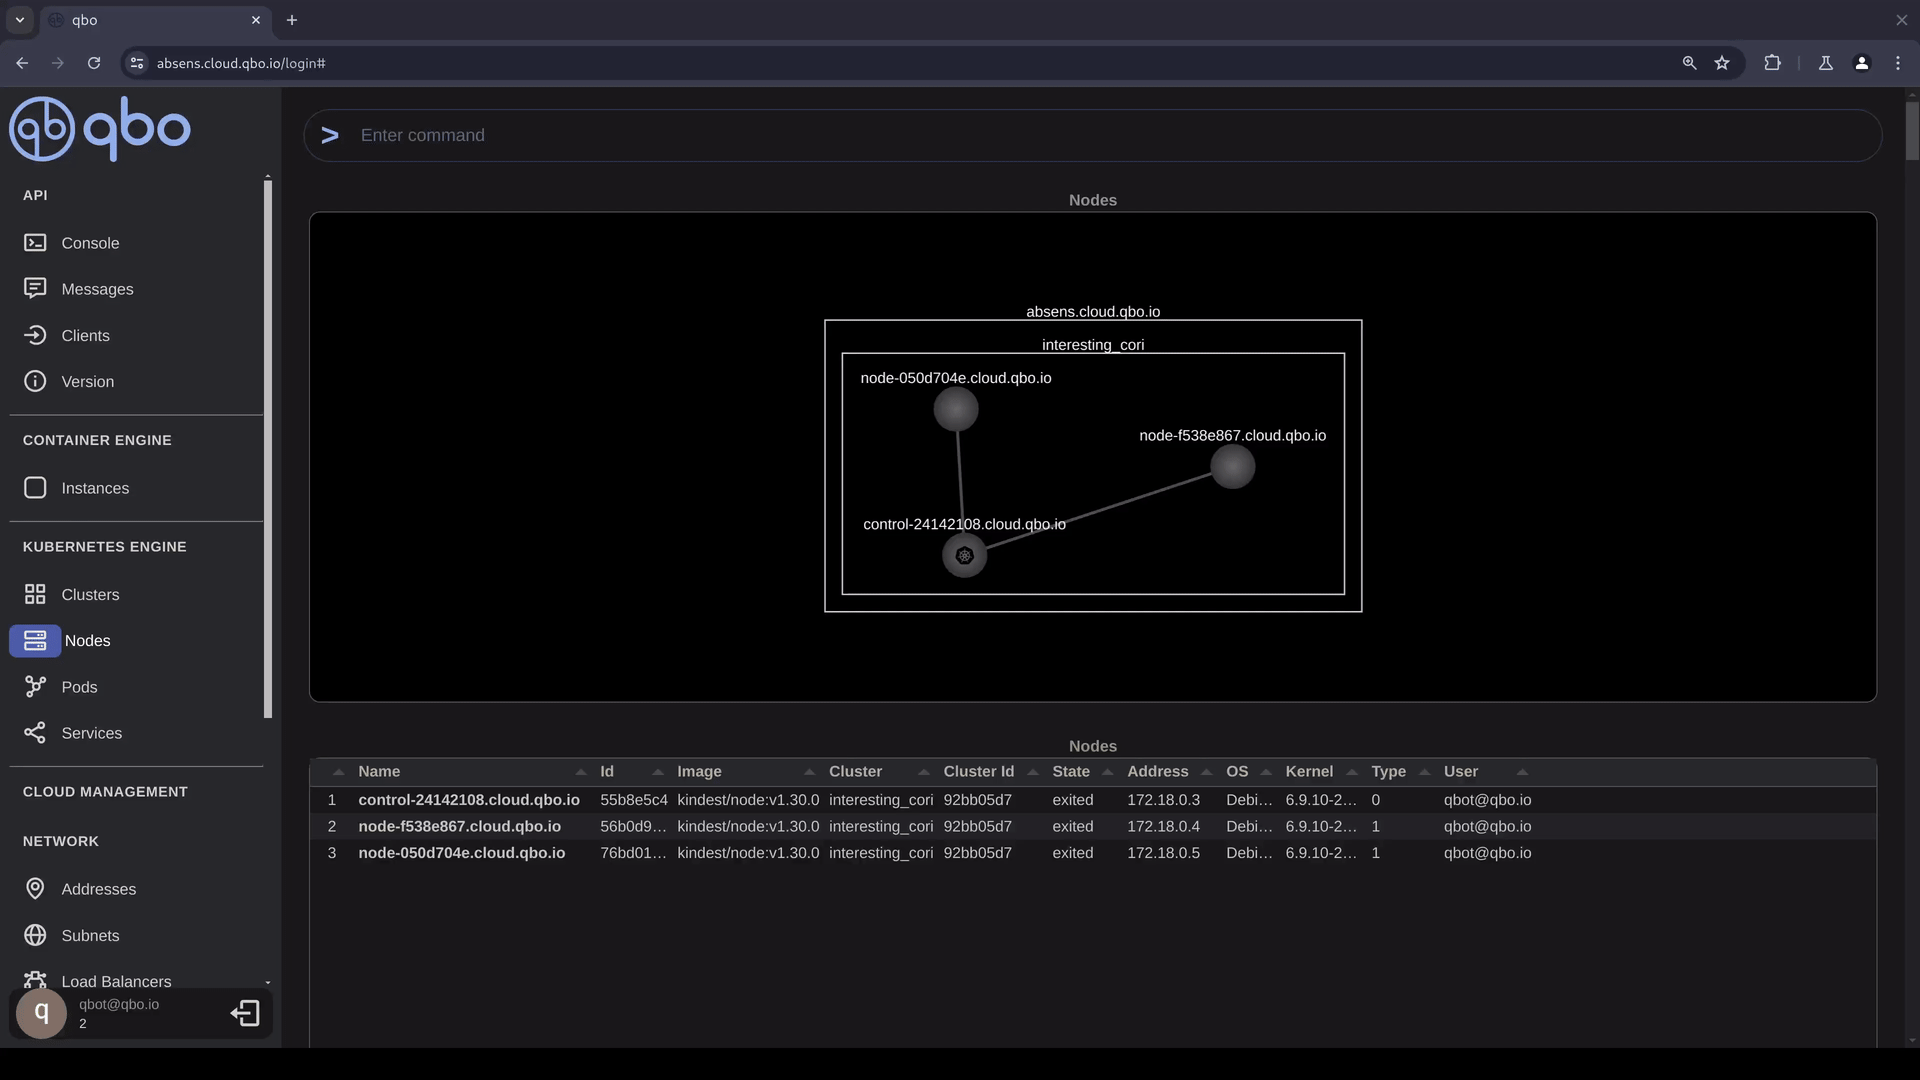 qbo
absens.cloud.qbo.io/login#
qb qbo
> Enter command
API
Console
Messages
Clients
Version
CONTAINER ENGINE
Instances
KUBERNETES ENGINE
Clusters
Nodes
Pods
Services
CLOUD MANAGEMENT
NETWORK
Addresses
Subnets
Load Balancers
q
qbot@qbo.io
2
Nodes
absens.cloud.qbo.io
interesting_cori
node-050d704e.cloud.qbo.io
node-f538e867.cloud.qbo.io
control-24142108.cloud.qbo.io
Nodes
Name Id Image Cluster Cluster Id State Address OS Kernel Type User
1 control-24142108.cloud.qbo.io 55b8e5c4 kindest/node:v1.30.0 interesting_cori 92bb05d7 exited 172.18.0.3 Debi... 6.9.10-2... 0 qbot@qbo.io
2 node-f538e867.cloud.qbo.io 56b0d9... kindest/node:v1.30.0 interesting_cori 92bb05d7 exited 172.18.0.4 Debi... 6.9.10-2... 1 qbot@qbo.io
3 node-050d704e.cloud.qbo.io 76bd01... kindest/node:v1.30.0 interesting_cori 92bb05d7 exited 172.18.0.5 Debi... 6.9.10-2... 1 qbot@qbo.io